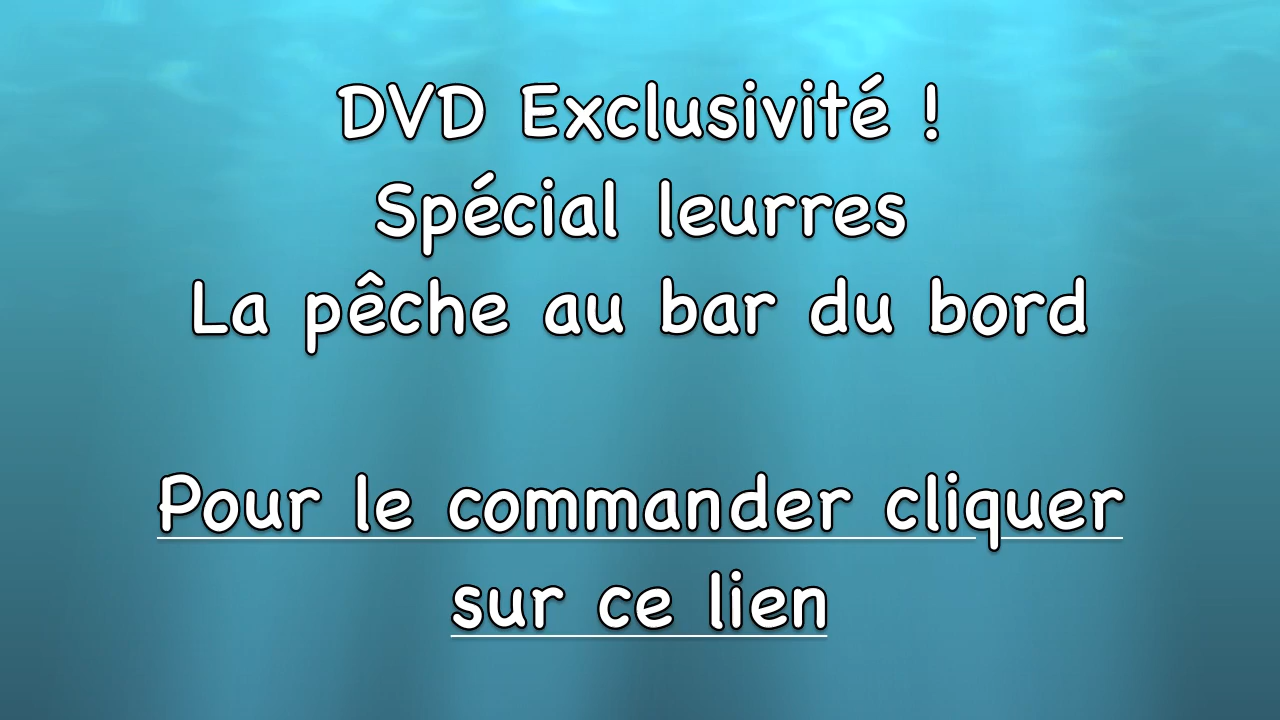 DVD Exclusivité !
Spécial leurres
La pêche au bar du bord
Pour le commander cliquer
sur ce lien